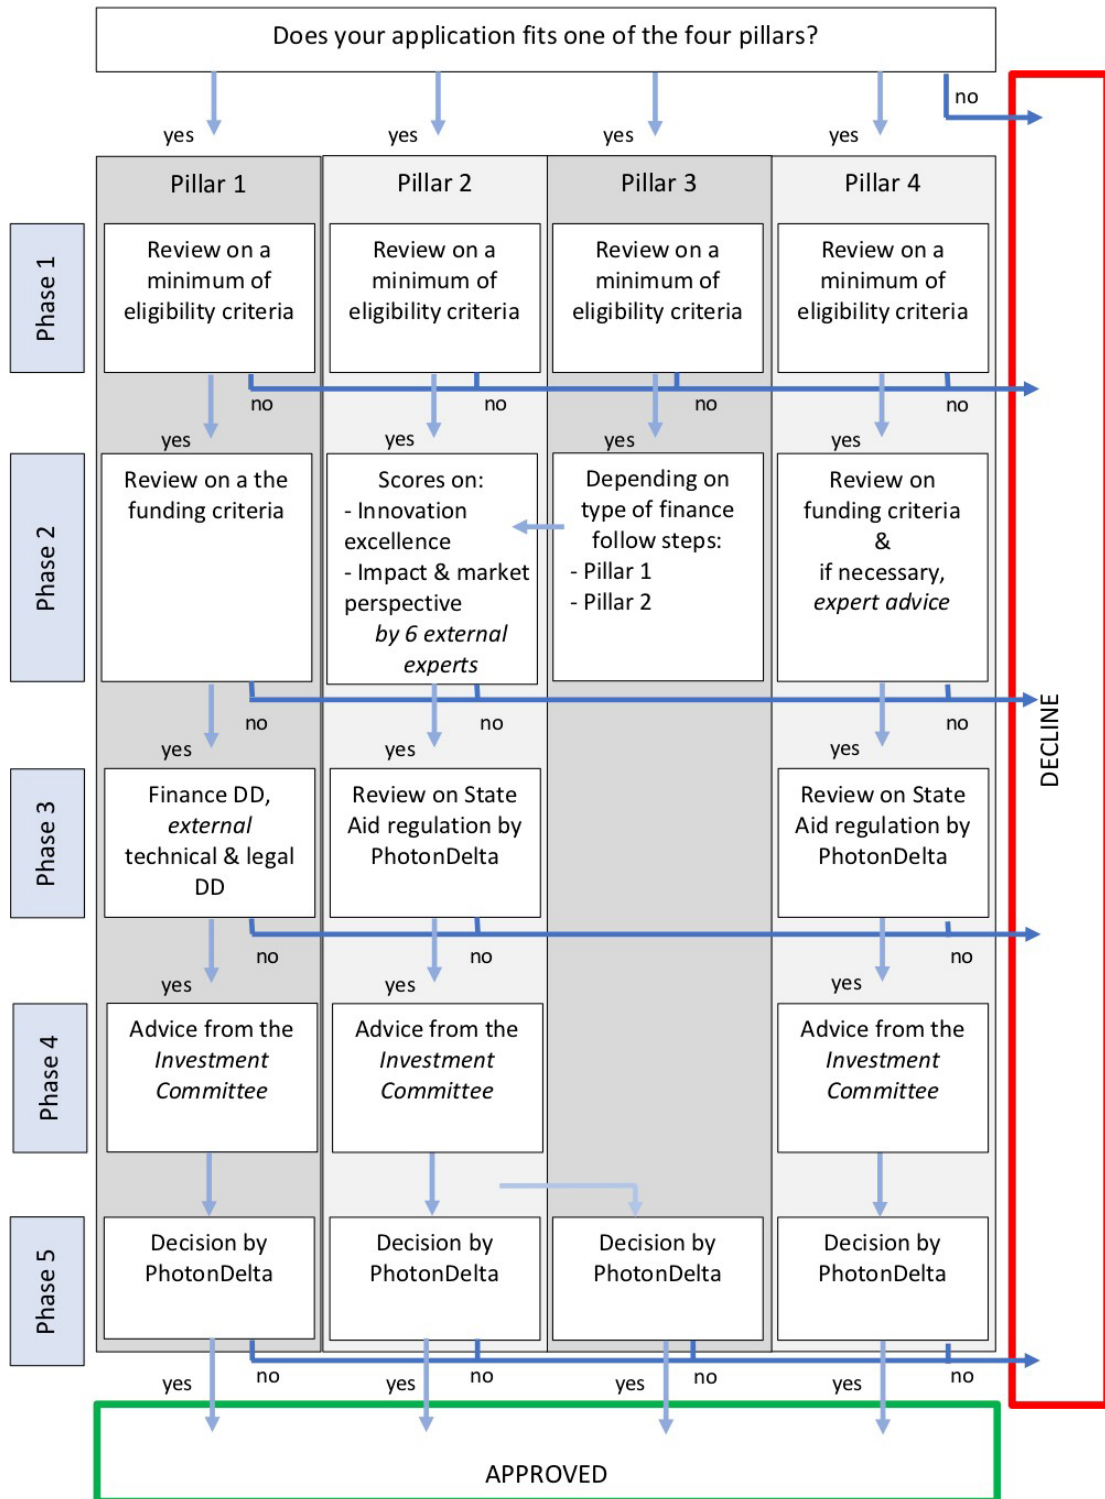 Does your application fits one of the four pillars?
no
yes
yes
yes
yes
Pillar 1
Pillar 2
Pillar 3
Pillar 4
Phase 1
Review on a
minimum of
eligibility criteria
Review on a
minimum of
eligibility criteria
Review on a
minimum of
eligibility criteria
Review on a
minimum of
eligibility criteria
no
no
no
no
yes
yes
yes
yes
Phase 2
Review on a the
funding criteria
Scores on:
- Innovation
excellence
- Impact & market
perspective
by 6 external
experts
Depending on
type of finance
follow steps:
- Pillar 1
- Pillar 2
Review on
funding criteria
&
if necessary,
expert advice
no
no
no
yes
yes
yes
DECLINE
Phase 3
Finance DD,
external
technical & legal
DD
Review on State
Aid regulation by
PhotonDelta
Review on State
Aid regulation by
PhotonDelta
no
no
no
yes
yes
yes
Phase 4
Advice from the
Investment
Committee
Advice from the
Investment
Committee
Advice from the
Investment
Committee
Phase 5
Decision by
PhotonDelta
Decision by
PhotonDelta
Decision by
PhotonDelta
Decision by
PhotonDelta
no
no
no
no
yes
yes
yes
yes
APPROVED